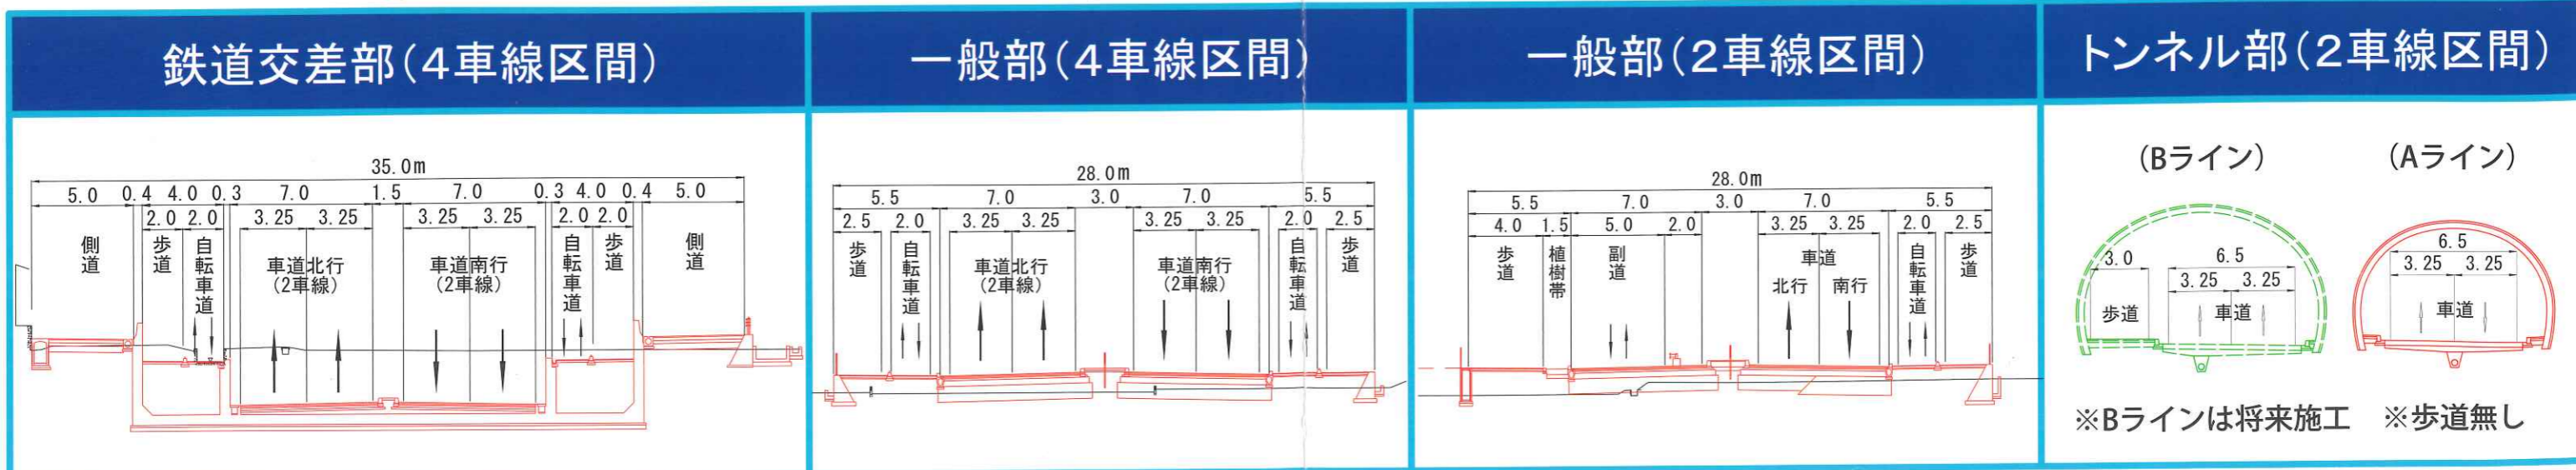 鉄道交差部(4車線区間)
35.0m
5.0 0.4 4.0 0.3 7.0 1.5 7.0 0.3 4.0 0.4 5.0
2.0 2.0 3.25 3.25 3.25 3.25 2.0 2.0
側道
歩道
自転車道
車道北行
(2車線)
車道南行
(2車線)
自転車道
歩道
側道
一般部(4車線区間)
28.0m
5.5 7.0 3.0 7.0 5.5
2.5 2.0 3.25 3.25 3.25 3.25 2.0 2.5
歩道
自転車道
車道北行
(2車線)
車道南行
(2車線)
自転車道
歩道
一般部(2車線区間)
28.0m
5.5 7.0 3.0 7.0 5.5
4.0 1.5 5.0 2.0 3.25 3.25 2.0 2.5
歩道
植樹帯
副道
車道
北行 南行
自転車道
歩道
トンネル部(2車線区間)
(Bライン)
3.0 6.5
3.25 3.25
歩道 車道
※Bラインは将来施工
(Aライン)
6.5
3.25 3.25
車道
※歩道無し